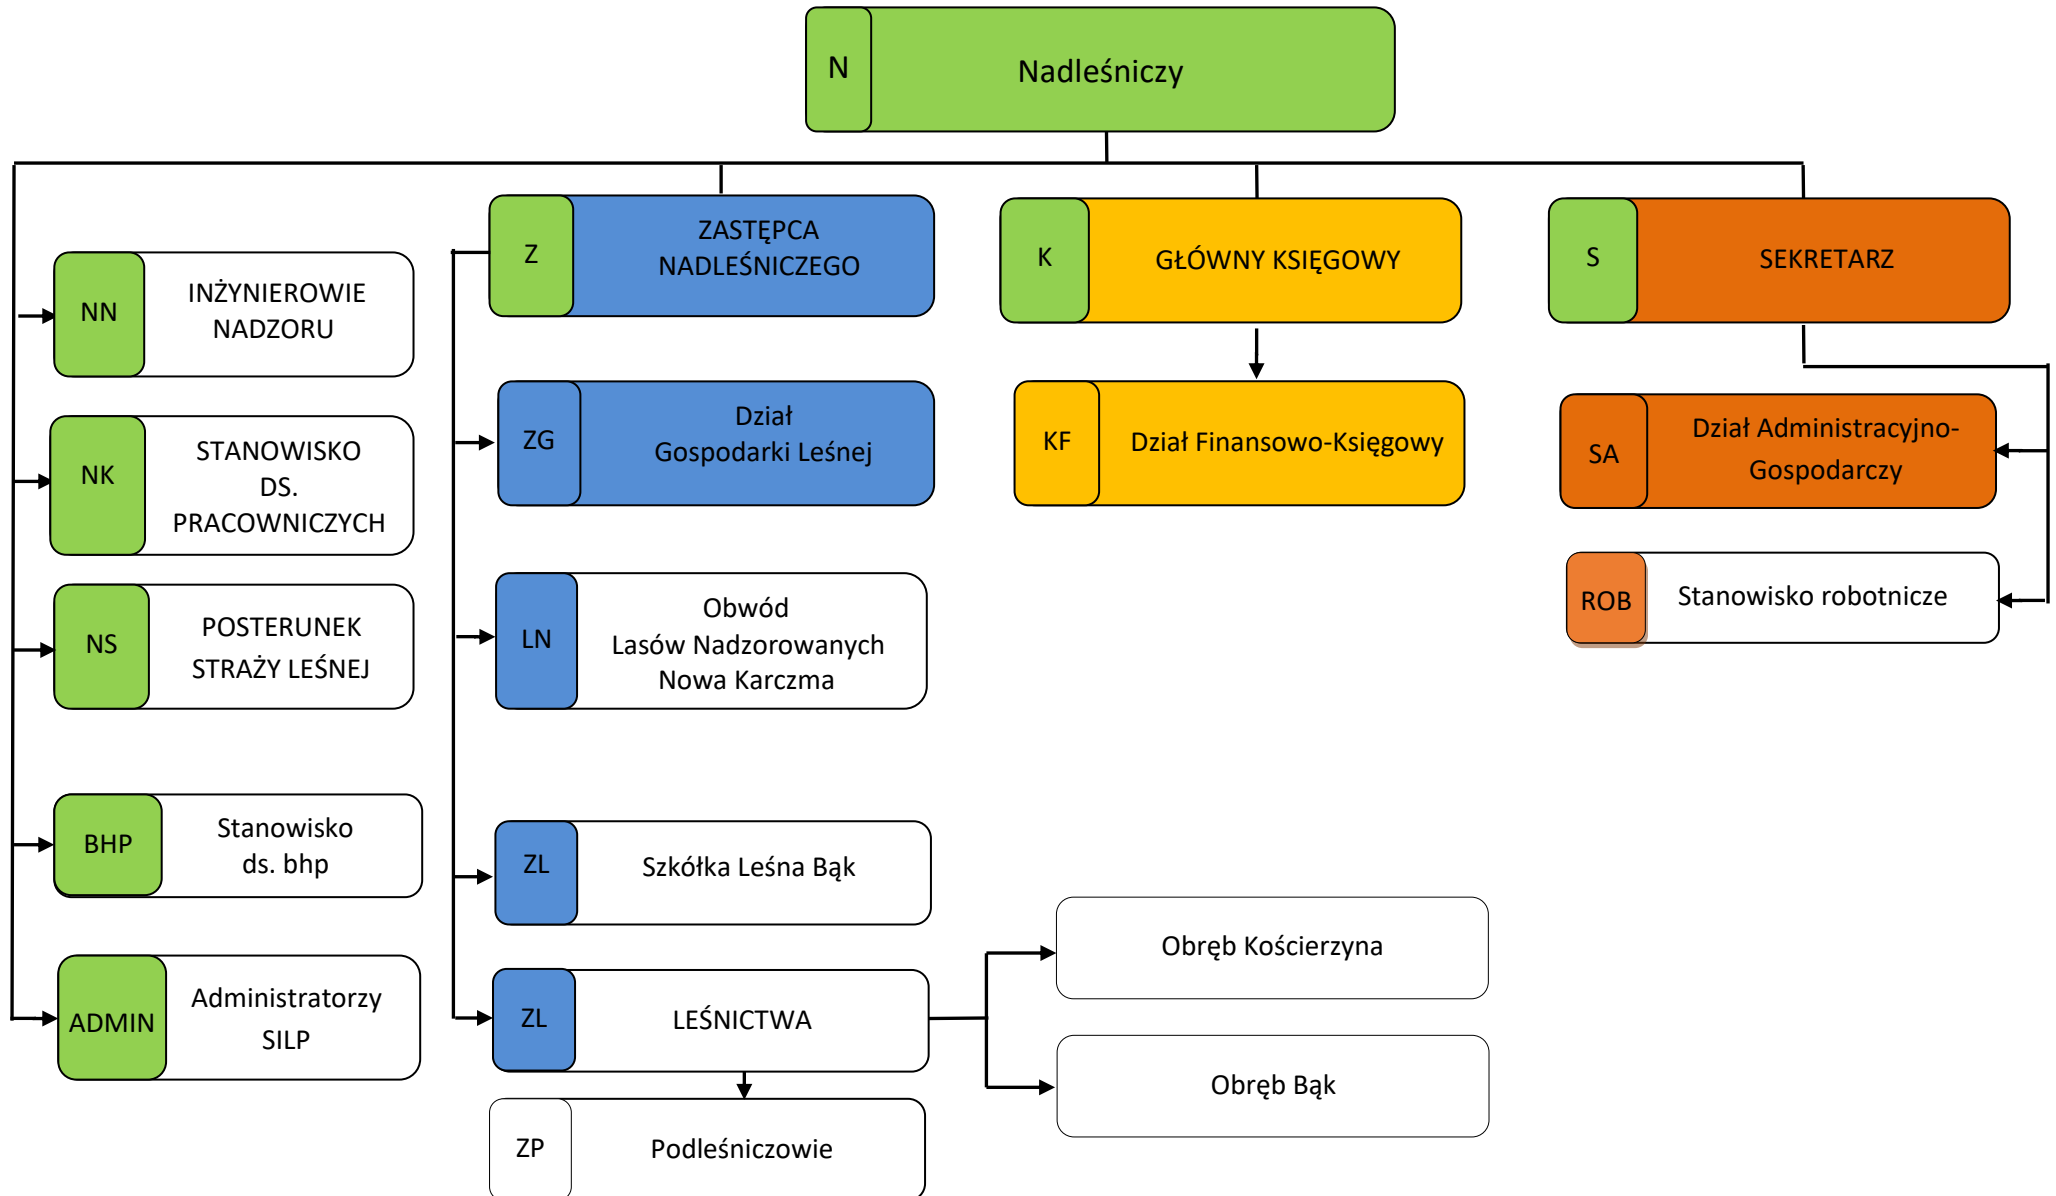 N
Nadleśniczy
NN
INŻYNIEROWIE
NADZORU
NK
STANOWISKO
DS.
PRACOWNICZYCH
NS
POSTERUNEK
STRAŻY LEŚNEJ
BHP
Stanowisko
ds. bhp
ADMIN
Administratorzy
SILP
Z
ZASTĘPCA
NADLEŚNICZEGO
ZG
Dział
Gospodarki Leśnej
LN
Obwód
Lasów Nadzorowanych
Nowa Karczma
ZL
Szkółka Leśna Bąk
ZL
LEŚNICTWA
ZP
Podleśniczowie
Obręb Kościerzyna
Obręb Bąk
K
GŁÓWNY KSIĘGOWY
KF
Dział Finansowo-Księgowy
S
SEKRETARZ
SA
Dział Administracyjno-
Gospodarczy
ROB
Stanowisko robotnicze